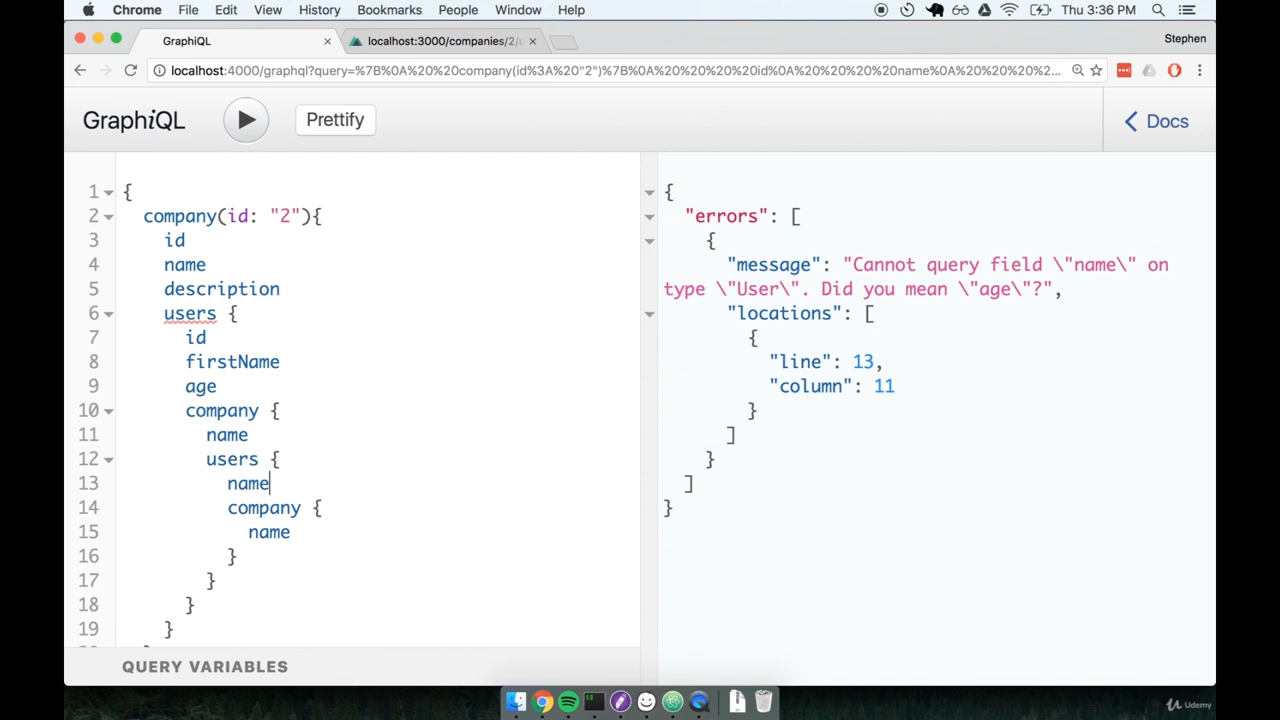 Chrome File Edit View History Bookmarks People Window Help Thu 3:36 PM
GraphiQL localhost:3000/companies/2/ Stephen
localhost:4000/graphql?query=%7B%0A%20%20company(id%3A%20"2")%7B%0A%20%20%20%20id%0A%20%20%20%20name%0A%20%20%20%2...
GraphiQL Prettify Docs
1 {
2 company(id: "2"){
3 id
4 name
5 description
6 users {
7 id
8 firstName
9 age
10 company {
11 name
12 users {
13 name
14 company {
15 name
16 }
17 }
18 }
19 }
QUERY VARIABLES
{
"errors": [
{
"message": "Cannot query field \"name\" on
type \"User\". Did you mean \"age\"?",
"locations": [
{
"line": 13,
"column": 11
}
]
}
]
}
Udemy